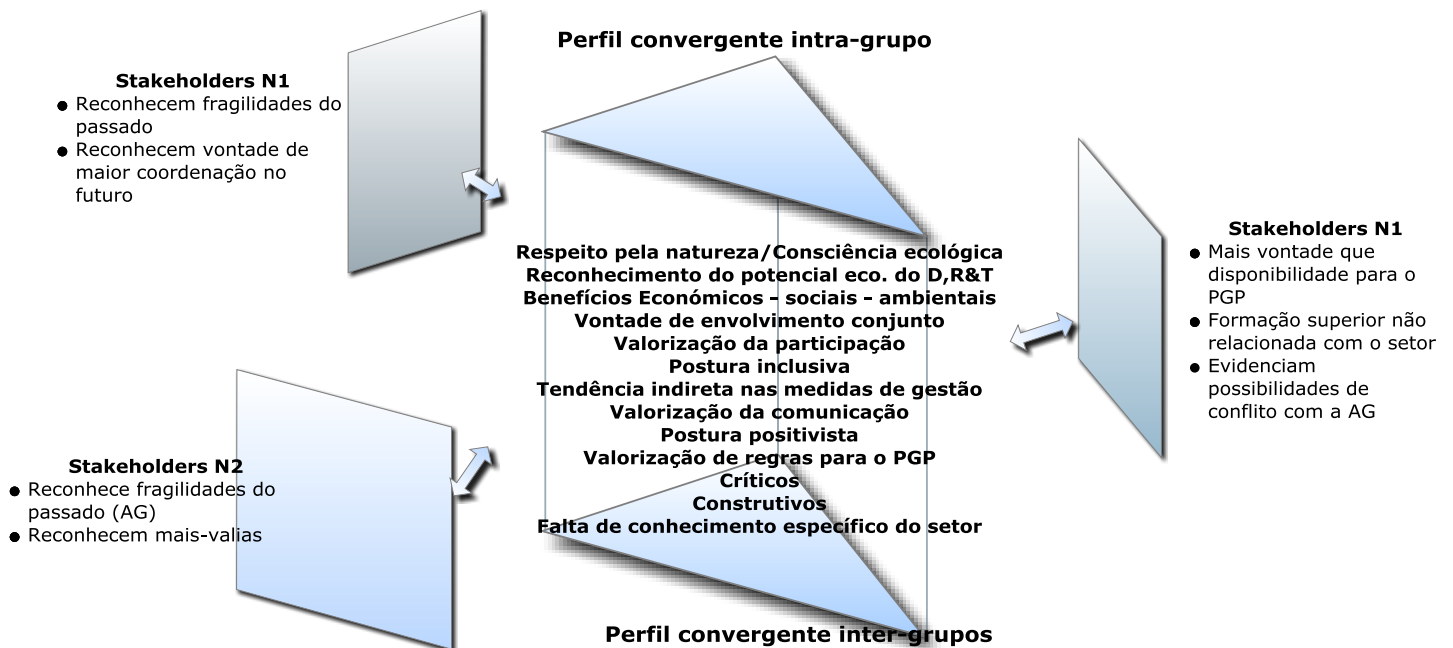 Perfil convergente intra-grupo
Stakeholders N1
● Reconhecem fragilidades do
passado
● Reconhecem vontade de
maior coordenação no
futuro
Respeito pela natureza/Consciência ecológica
Reconhecimento do potencial eco. do D,R&T
Benefícios Económicos - sociais - ambientais
Vontade de envolvimento conjunto
Valorização da participação
Postura inclusiva
Tendência indireta nas medidas de gestão
Valorização da comunicação
Postura positivista
Valorização de regras para o PGP
Críticos
Construtivos
Falta de conhecimento específico do setor
Stakeholders N1
● Mais vontade que
disponibilidade para o
PGP
● Formação superior não
relacionada com o setor
● Evidenciam
possibilidades de
conflito com a AG
Stakeholders N2
● Reconhece fragilidades do
passado (AG)
● Reconhecem mais-valias
Perfil convergente inter-grupos